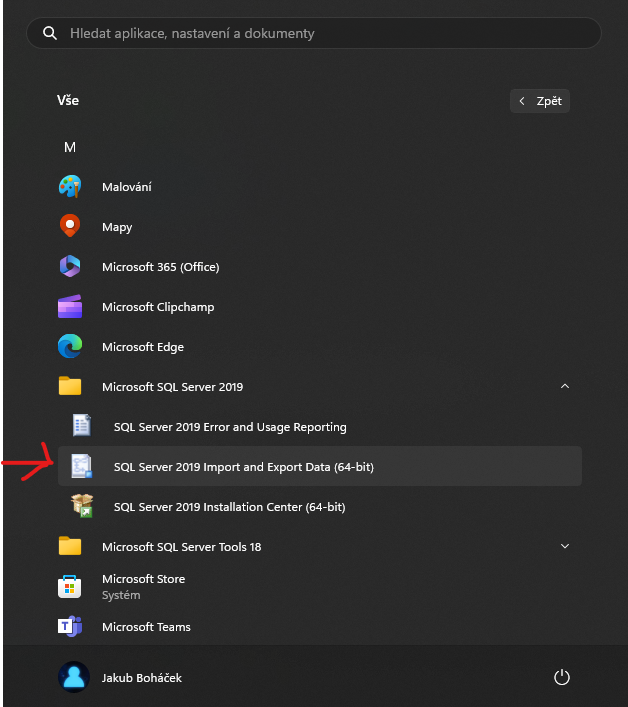 Hledat aplikace, nastavení a dokumenty
Vše
Zpět
M
Malování
Mapy
Microsoft 365 (Office)
Microsoft Clipchamp
Microsoft Edge
Microsoft SQL Server 2019
SQL Server 2019 Error and Usage Reporting
SQL Server 2019 Import and Export Data (64-bit)
SQL Server 2019 Installation Center (64-bit)
Microsoft SQL Server Tools 18
Microsoft Store
Systém
Microsoft Teams
Jakub Boháček